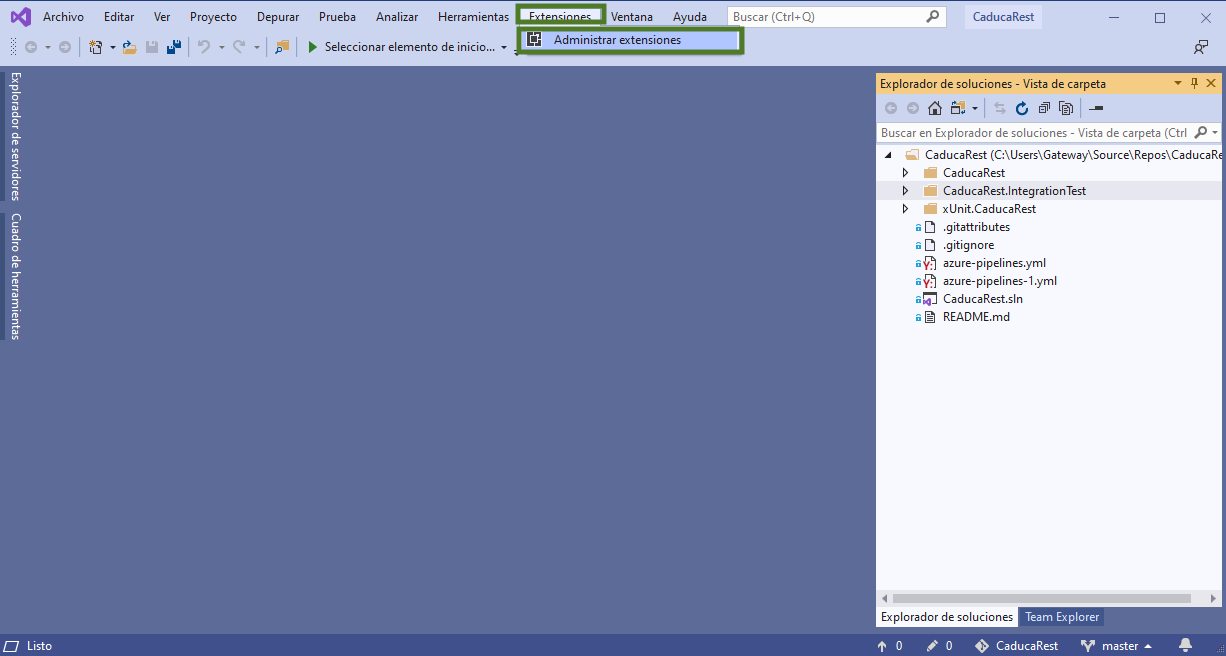 Archivo Editar Ver Proyecto Depurar Prueba Analizar Herramientas Extensiones Ventana Ayuda Buscar (Ctrl+Q) CaducaRest
Administrar extensiones
Seleccionar elemento de inicio...
Explorador de servidores
Cuadro de herramientas
Explorador de soluciones - Vista de carpeta
Buscar en Explorador de soluciones - Vista de carpeta (Ctrl
CaducaRest (C:\Users\Gateway\Source\Repos\CaducaRe
CaducaRest
CaducaRest.IntegrationTest
xUnit.CaducaRest
.gitattributes
.gitignore
azure-pipelines.yml
azure-pipelines-1.yml
CaducaRest.sln
README.md
Explorador de soluciones Team Explorer
Listo 0 0 CaducaRest master